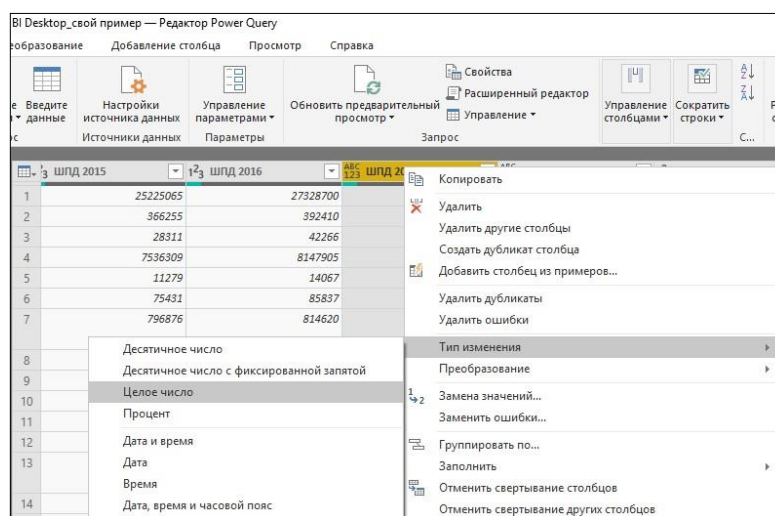 BI Desktop_свой пример — Редактор Power Query
еобразование Добавление столбца Просмотр Справка
е Введите данные
Настройки источника данных
Управление параметрами
Обновить предварительный просмотр
Свойства
Расширенный редактор
Управление
Управление столбцами
Сократить строки
Источники данных Параметры Запрос С...
3 ШПД 2015 1²3 ШПД 2016 ABC 123 ШПД 20
1 25225065 27328700
2 366255 392410
3 28311 42266
4 7536309 8147905
5 11279 14067
6 75431 85837
7 796876 814620
8
9
10
11
12
13
14
Копировать
Удалить
Удалить другие столбцы
Создать дубликат столбца
Добавить столбец из примеров...
Удалить дубликаты
Удалить ошибки
Тип изменения
Преобразование
Замена значений...
Заменить ошибки...
Группировать по...
Заполнить
Отменить свертывание столбцов
Отменить свертывание других столбцов
Десятичное число
Десятичное число с фиксированной запятой
Целое число
Процент
Дата и время
Дата
Время
Дата, время и часовой пояс